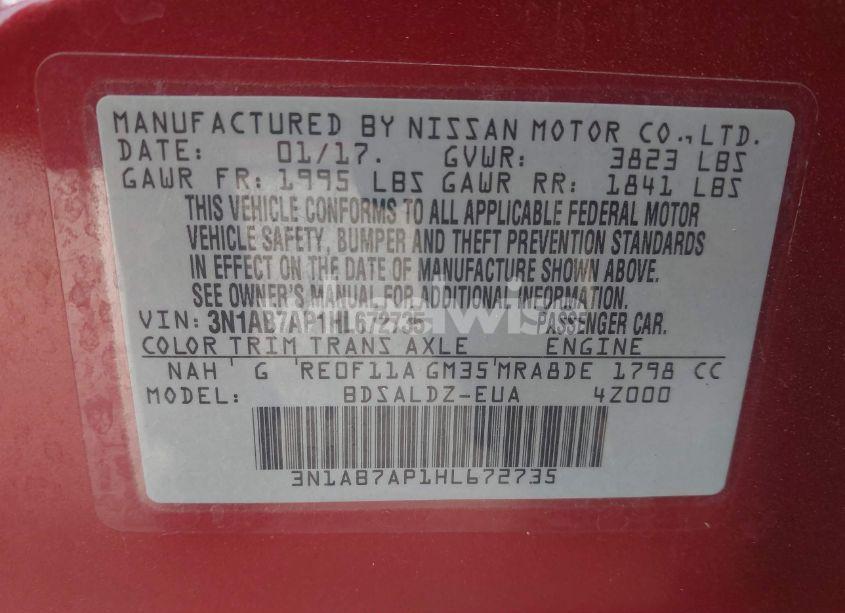 MANUFACTURED BY NISSAN MOTOR CO.,LTD.
DATE: 01/17. GVWR: 3823 LBS
GAWR FR: 1995 LBS GAWR RR: 1841 LBS
THIS VEHICLE CONFORMS TO ALL APPLICABLE FEDERAL MOTOR
VEHICLE SAFETY, BUMPER AND THEFT PREVENTION STANDARDS
IN EFFECT ON THE DATE OF MANUFACTURE SHOWN ABOVE.
SEE OWNER'S MANUAL FOR ADDITIONAL INFORMATION.
VIN: 3N1AB7AP1HL672735 PASSENGER CAR.
COLOR TRIM TRANS AXLE ENGINE
NAH G RE0F11A GM35 MRA8DE 1798 CC
MODEL: BDSALDZ-EUA 4Z000
3N1AB7AP1HL672735